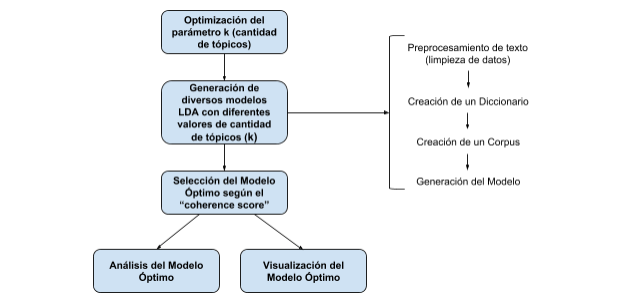 Optimización del
parámetro k (cantidad
de tópicos)
Generación de
diversos modelos
LDA con diferentes
valores de cantidad
de tópicos (k)
Preprocesamiento de texto
(limpieza de datos)
Creación de un Diccionario
Creación de un Corpus
Generación del Modelo
Selección del Modelo
Óptimo según el
“coherence score”
Análisis del Modelo
Óptimo
Visualización del
Modelo Óptimo